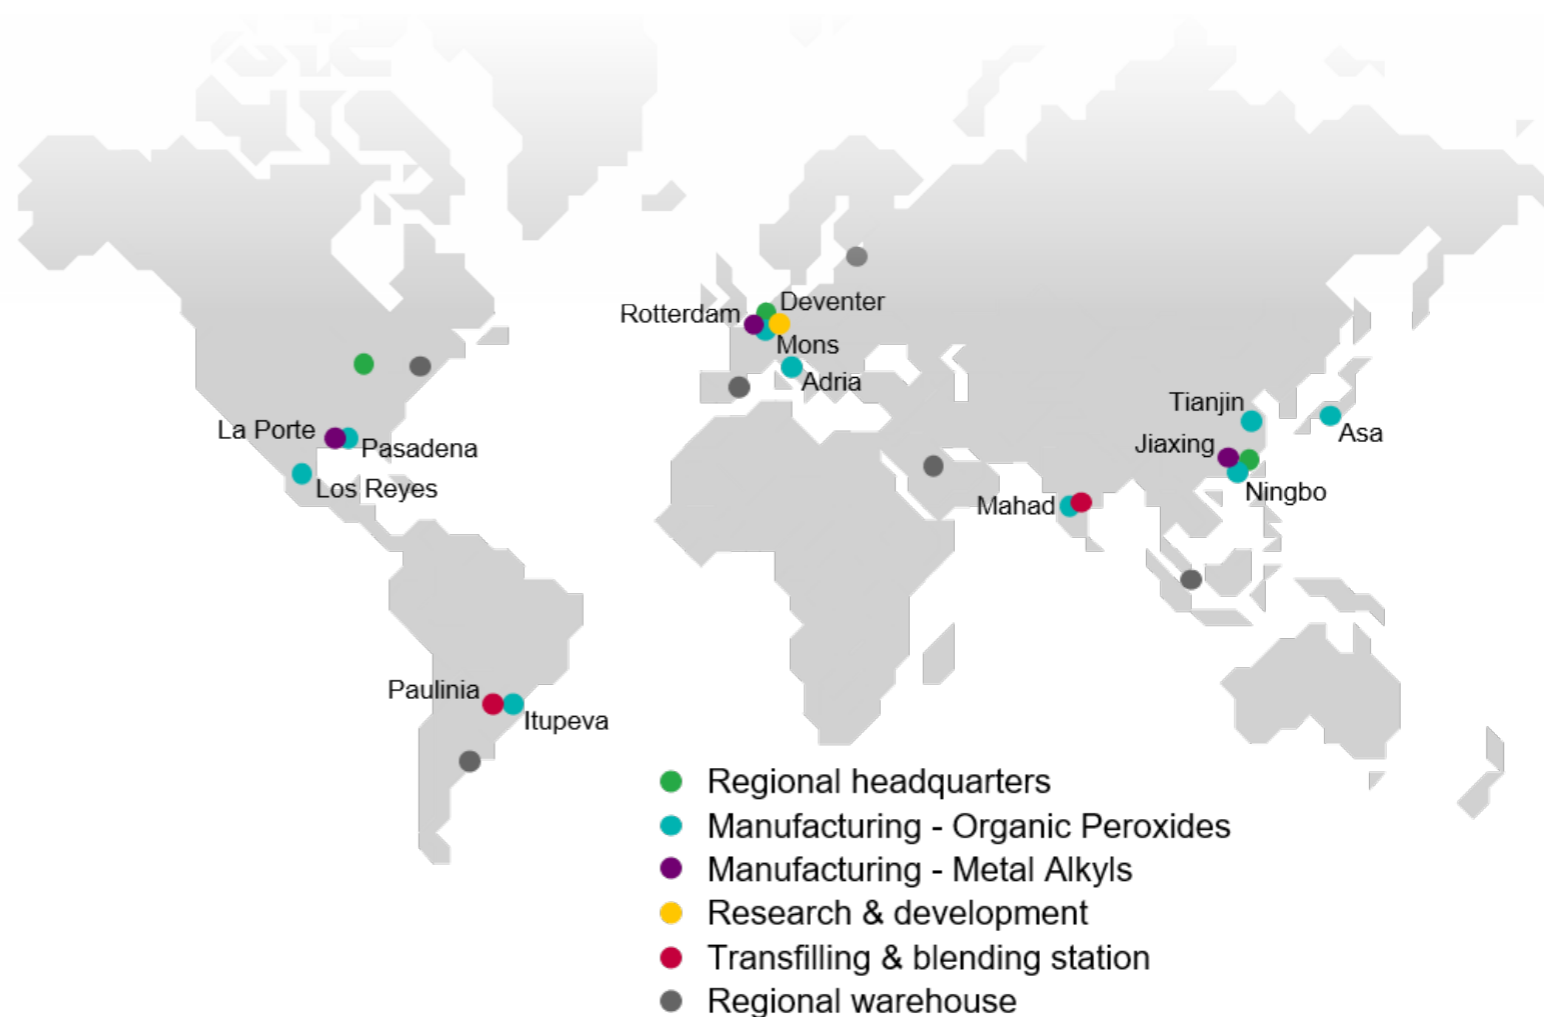 Deventer
Rotterdam
Mons
Adria
Tianjin
Asa
La Porte
Pasadena
Jiaxing
Los Reyes
Ningbo
Mahad
Paulinia
Itupeva
Regional headquarters
Manufacturing - Organic Peroxides
Manufacturing - Metal Alkyls
Research & development
Transfilling & blending station
Regional warehouse